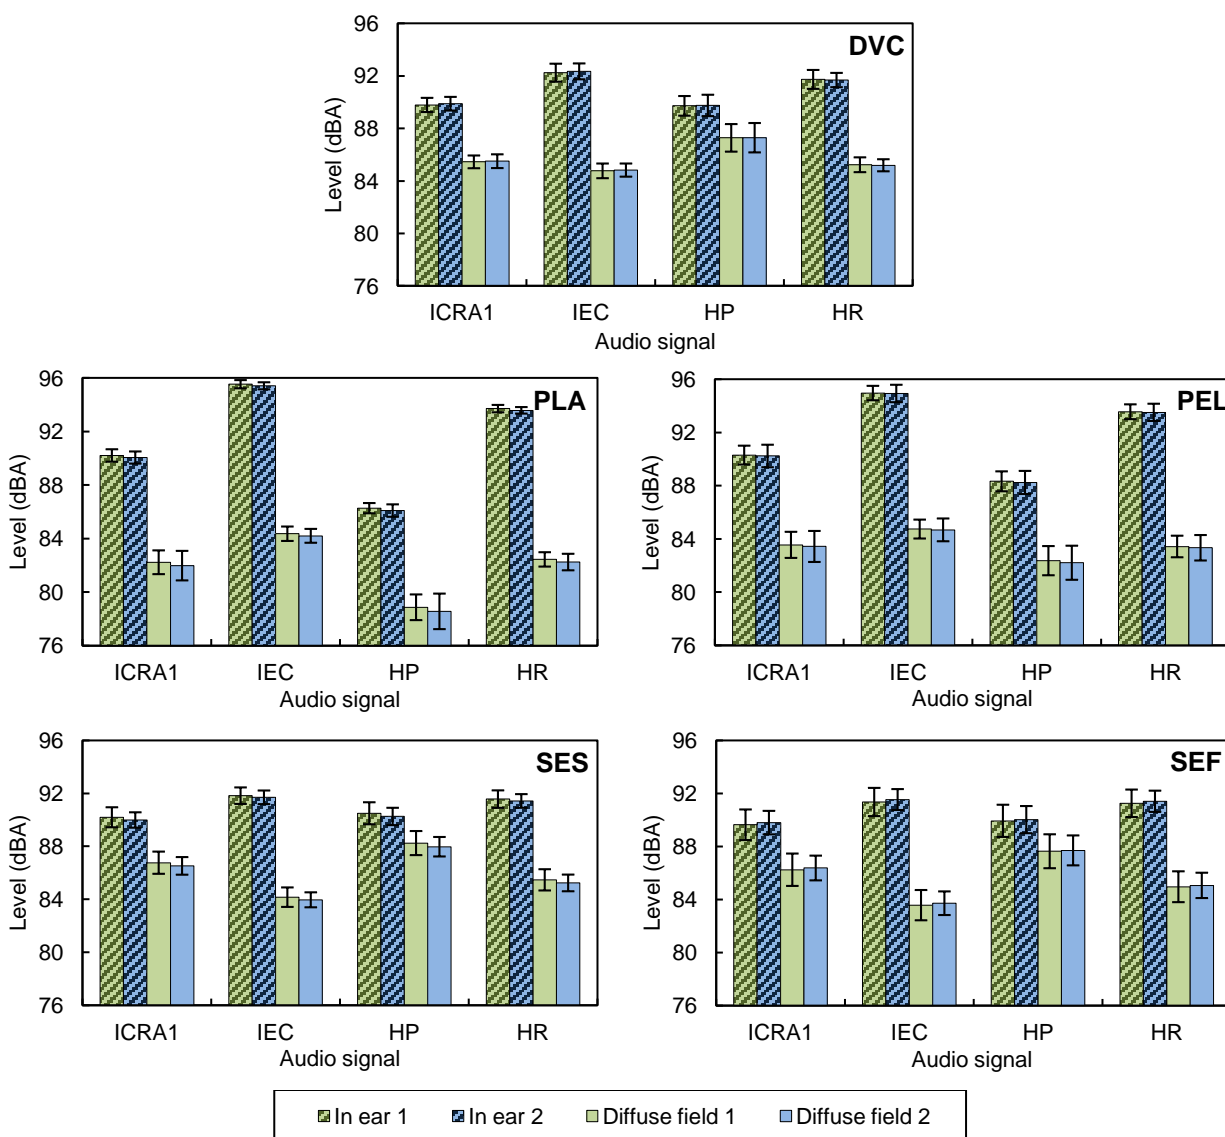 DVC
Level (dBA)
96
92
88
84
80
76
ICRA1 IEC HP HR
Audio signal
PLA
Level (dBA)
96
92
88
84
80
76
ICRA1 IEC HP HR
Audio signal
PEL
Level (dBA)
96
92
88
84
80
76
ICRA1 IEC HP HR
Audio signal
SES
Level (dBA)
96
92
88
84
80
76
ICRA1 IEC HP HR
Audio signal
SEF
Level (dBA)
96
92
88
84
80
76
ICRA1 IEC HP HR
Audio signal
In ear 1 In ear 2 Diffuse field 1 Diffuse field 2